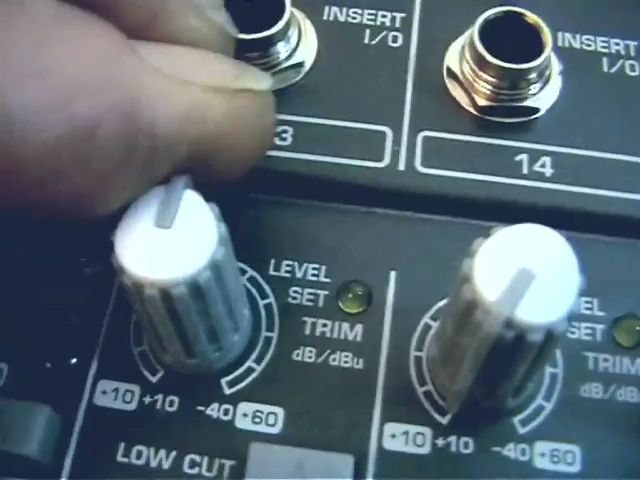 INSERT
I/O
INSERT
I/O
3
14
LEVEL
SET
TRIM
dB/dBu
+10 +10 -40 +60
LOW CUT
EL
SET
TRIM
dB/dBu
+10 +10 -40 +60